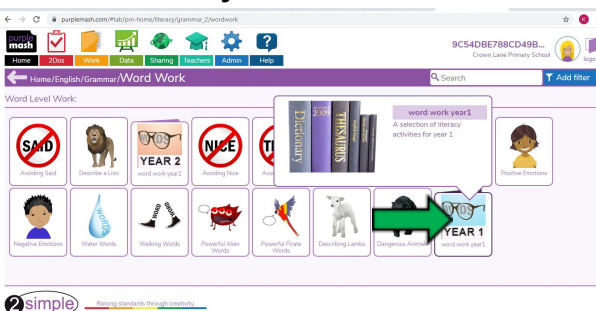 purplemash.com/#tab/pm-home/literacy/grammar_2/wordwork
K
purple
mash
?
9C54DBE788CD49B...
Crown Lane Primary School
Home 2Dos Work Data Sharing Teachers Admin Help
Home/English/Grammar/Word Work
Search
Add filter
Word Level Work:
Dictionary
2009
THESAURUS
word work year1
A selection of literacy
activities for year 1
SAID
YEAR 2
NICE
Avoiding Said
Describe a Lion
word work year2
Avoiding Nice
Positive Emotions
WORDS
YEAR 1
Negative Emotions
Water Words
Walking Words
Powerful Alien
Words
Powerful Pirate
Words
Describing Lambs
word work year1
2simple
Raising standards through creativity.